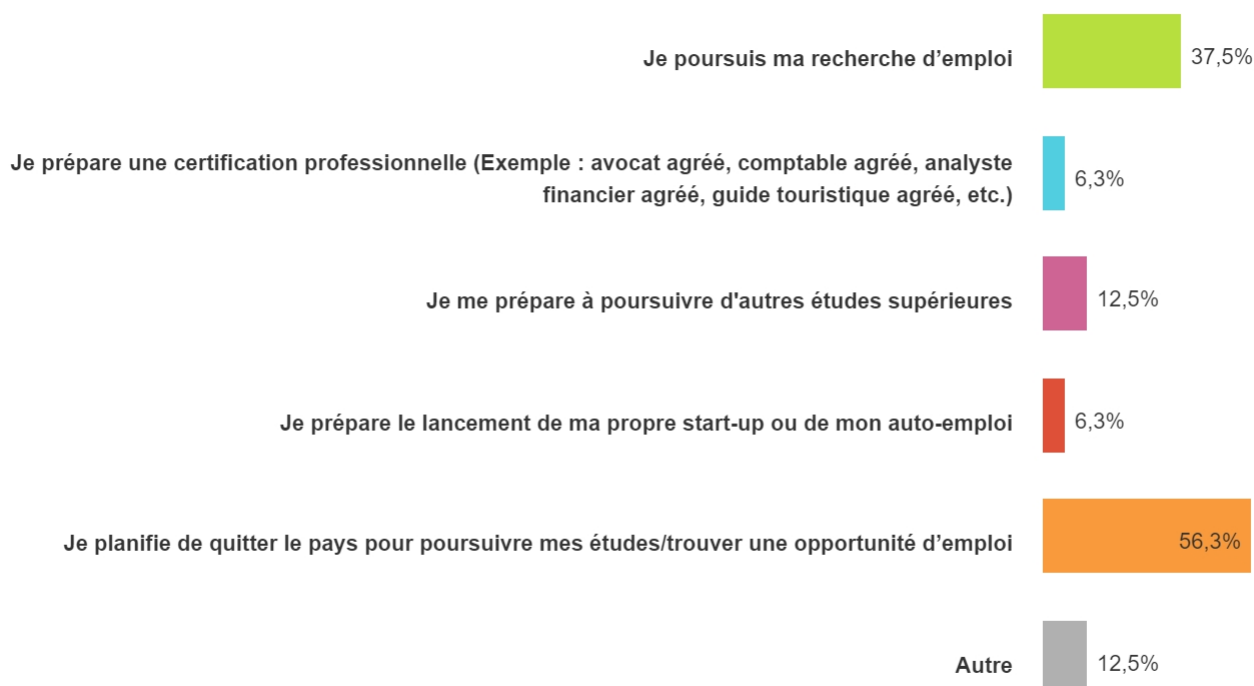 Je poursuis ma recherche d’emploi
37,5%
Je prépare une certification professionnelle (Exemple : avocat agréé, comptable agréé, analyste
financier agréé, guide touristique agréé, etc.)
6,3%
Je me prépare à poursuivre d'autres études supérieures
12,5%
Je prépare le lancement de ma propre start-up ou de mon auto-emploi
6,3%
Je planifie de quitter le pays pour poursuivre mes études/trouver une opportunité d’emploi
56,3%
Autre
12,5%